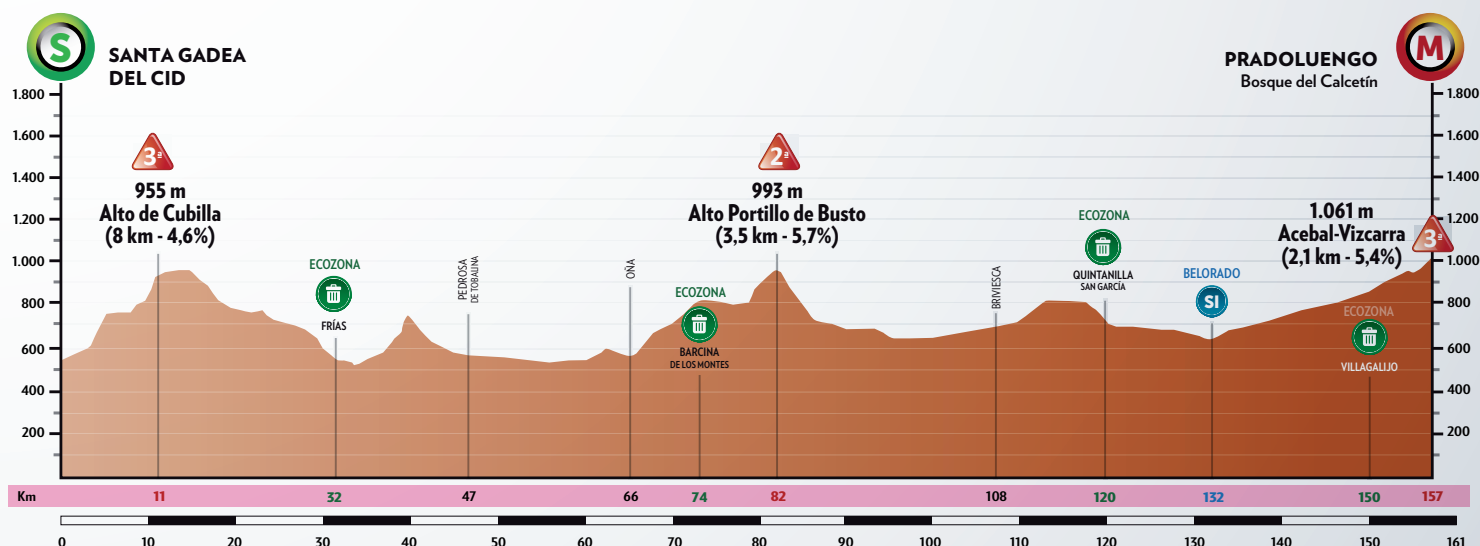 S
SANTA GADEA
DEL CID
PRADOLUENGO
Bosque del Calcetín
M
1.800
1.600
1.400
1.200
1.000
800
600
400
200
3ª
955 m
Alto de Cubilla
(8 km - 4,6%)
ECOZONA
FRÍAS
PEDROSA
DE TOBALINA
OÑA
ECOZONA
BARCINA
DE LOS MONTES
2ª
993 m
Alto Portillo de Busto
(3,5 km - 5,7%)
BRIVIESCA
ECOZONA
QUINTANILLA
SAN GARCÍA
BELORADO
SI
1.061 m
Acebal-Vizcarra
(2,1 km - 5,4%)
3ª
ECOZONA
VILLAGALIJO
1.800
1.600
1.400
1.200
1.000
800
600
400
200
Km 11 32 47 66 74 82 108 120 132 150 157
0 10 20 30 40 50 60 70 80 90 100 110 120 130 140 150 161